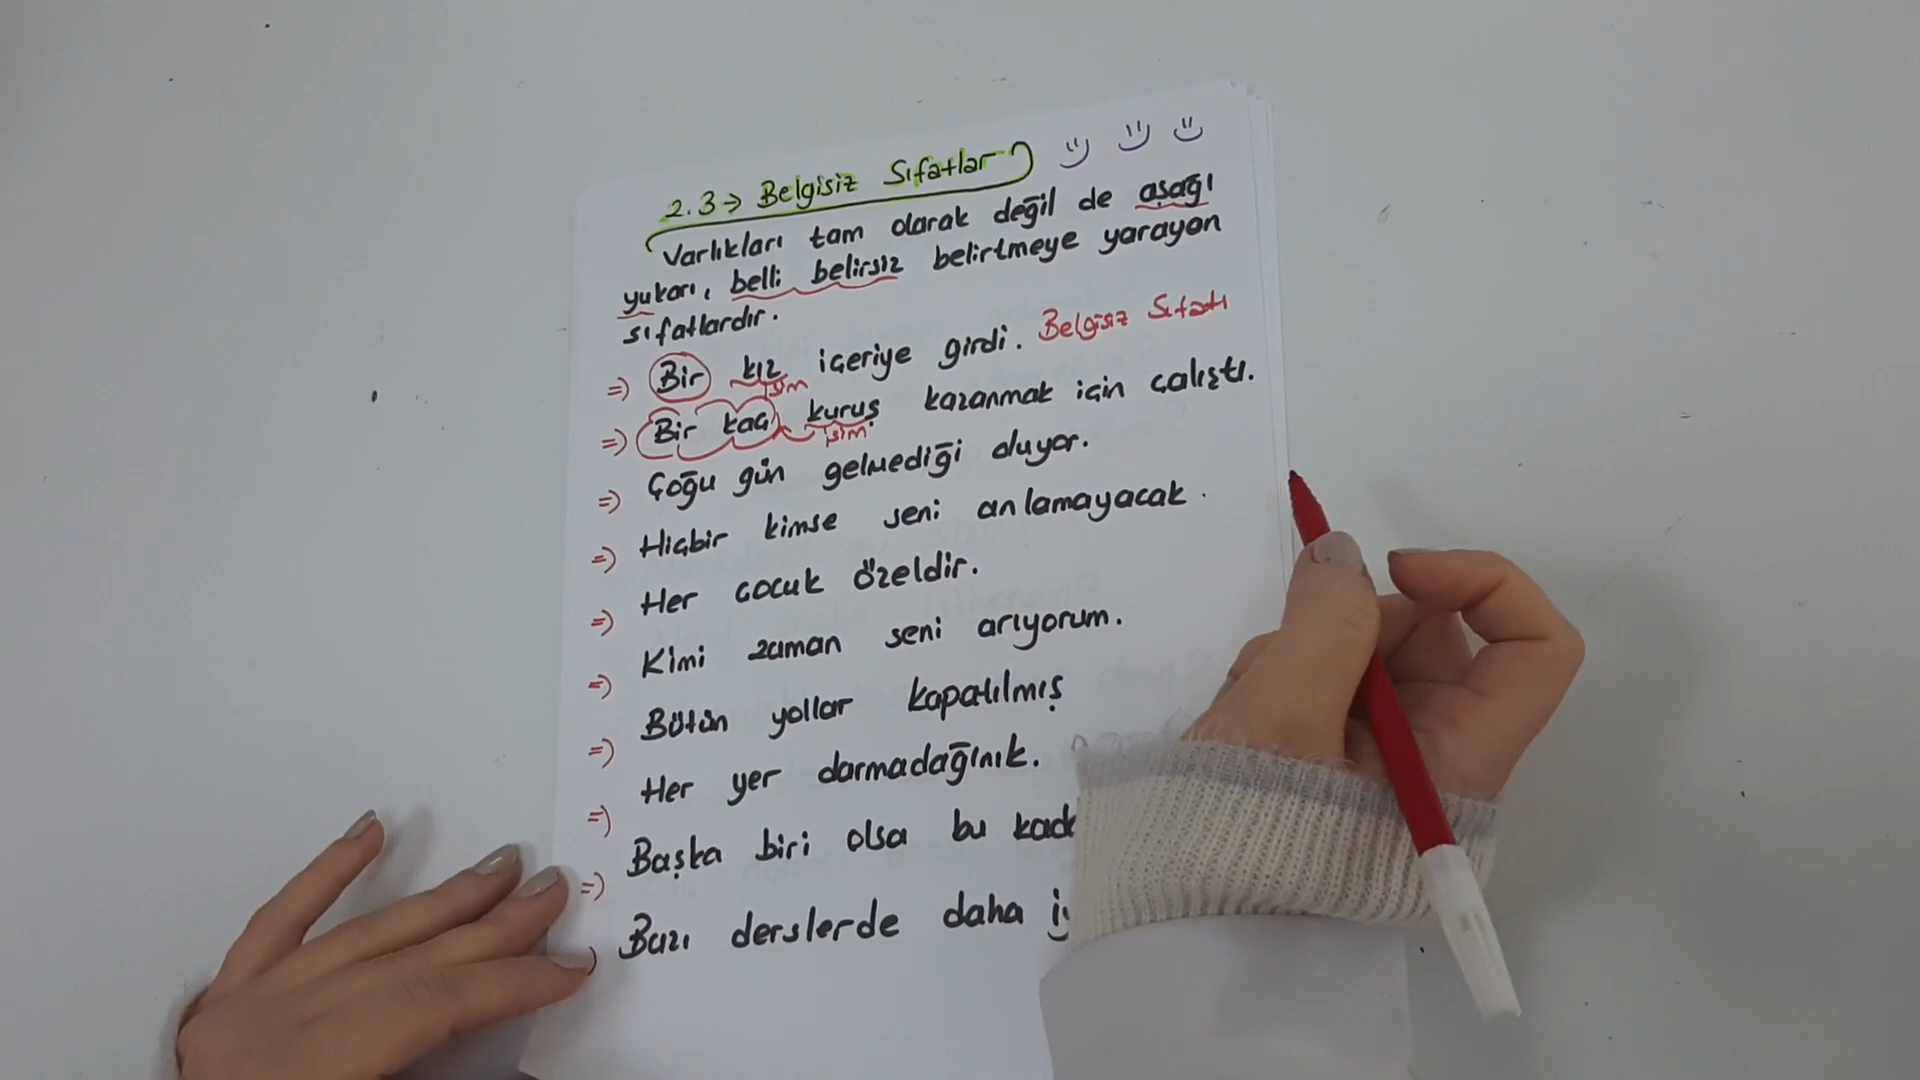 2.3→ Belgisiz Sıfatlar
Varlıkları tam olarak değil de aşağı
yukarı, belli belirsiz belirtmeye yarayan
sıfatlardır.
⇒ Bir kız içeriye girdi. Belgisiz Sıfatı
isim
⇒ Bir kaç kuruş kazanmak için çalıştı.
isim
⇒ Çoğu gün gelmediği oluyor.
⇒ Hiçbir kimse seni anlamayacak.
⇒ Her çocuk özeldir.
⇒ Kimi zaman seni arıyorum.
⇒ Bütün yollar kapatılmış
⇒ Her yer darmadağınık.
⇒ Başka biri olsa bu
⇒ Bazı derslerde daha